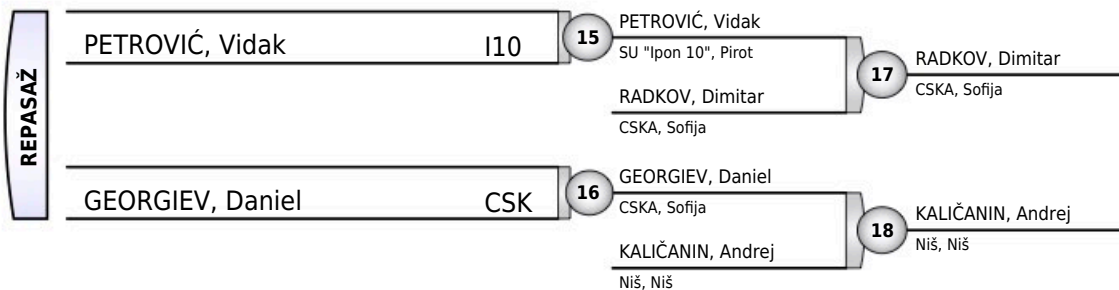 REPASAŽ
PETROVIĆ, Vidak I10
15
PETROVIĆ, Vidak
SU "Ipon 10", Pirot
RADKOV, Dimitar
CSKA, Sofija
17
RADKOV, Dimitar
CSKA, Sofija
GEORGIEV, Daniel CSK
16
GEORGIEV, Daniel
CSKA, Sofija
KALIČANIN, Andrej
Niš, Niš
18
KALIČANIN, Andrej
Niš, Niš